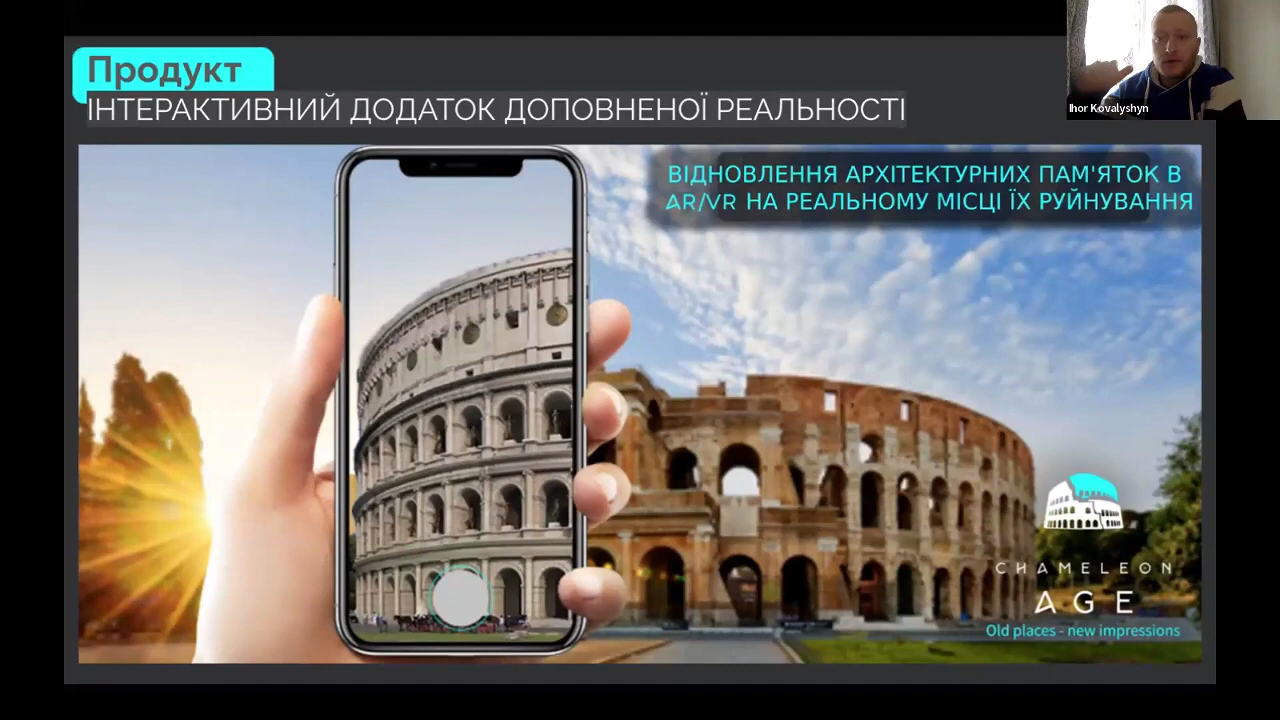 Продукт
ІНТЕРАКТИВНИЙ ДОДАТОК ДОПОВНЕНОЇ РЕАЛЬНОСТІ
Ihor Kovalyshyn
ВІДНОВЛЕННЯ АРХІТЕКТУРНИХ ПАМ'ЯТОК В
AR/VR НА РЕАЛЬНОМУ МІСЦІ ЇХ РУЙНУВАННЯ
CHAMELEON
AGE
Old places - new impressions